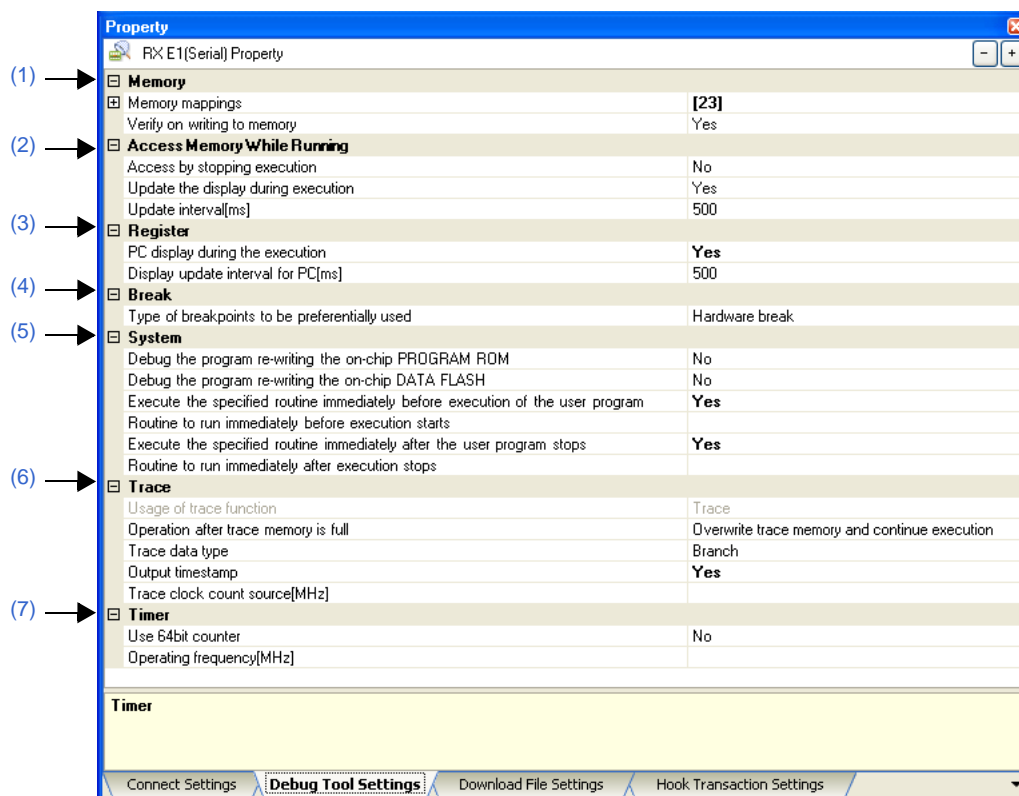 Property
RX E1(Serial) Property - +
(1) Memory
Memory mappings [23]
Verify on writing to memory Yes
(2) Access Memory While Running
Access by stopping execution No
Update the display during execution Yes
Update interval[ms] 500
(3) Register
PC display during the execution Yes
Display update interval for PC[ms] 500
(4) Break
Type of breakpoints to be preferentially used Hardware break
(5) System
Debug the program re-writing the on-chip PROGRAM ROM No
Debug the program re-writing the on-chip DATA FLASH No
Execute the specified routine immediately before execution of the user program Yes
Routine to run immediately before execution starts
Execute the specified routine immediately after the user program stops Yes
Routine to run immediately after execution stops
(6) Trace
Usage of trace function Trace
Operation after trace memory is full Overwrite trace memory and continue execution
Trace data type Branch
Output timestamp Yes
Trace clock count source[MHz]
(7) Timer
Use 64bit counter No
Operating frequency[MHz]
Timer
Connect Settings Debug Tool Settings Download File Settings Hook Transaction Settings